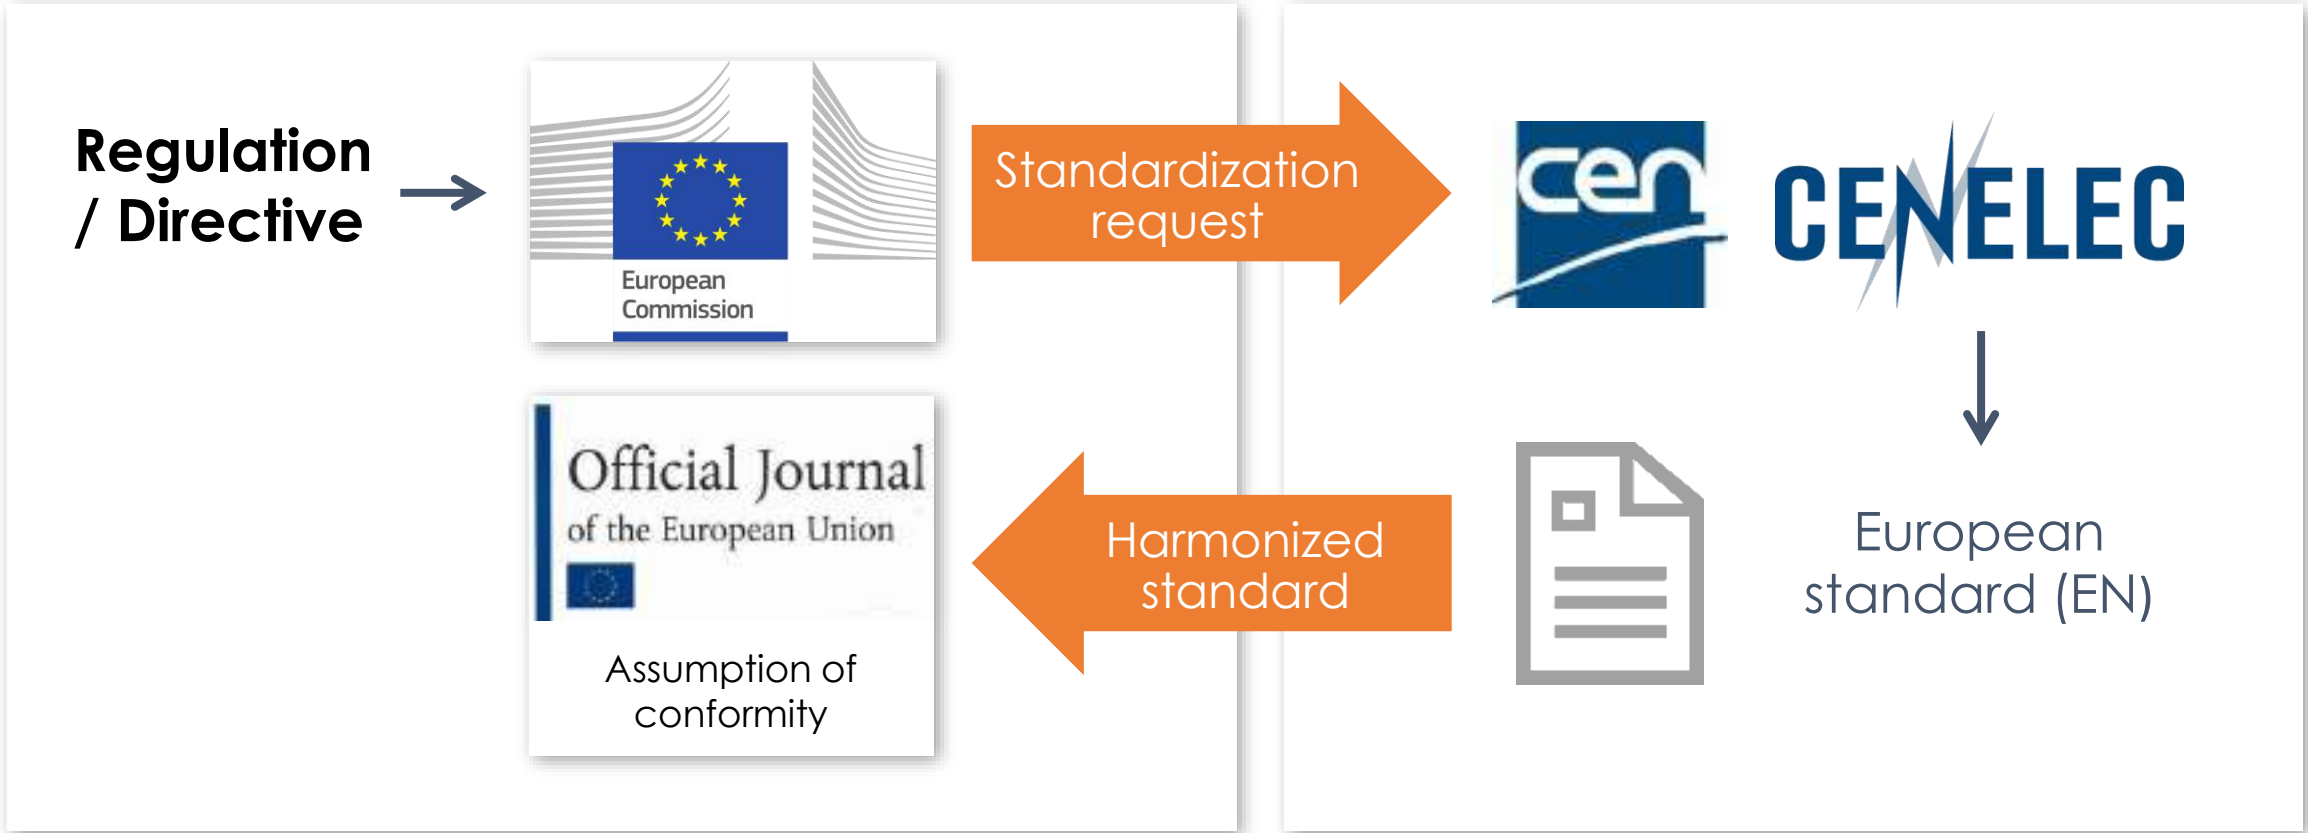 Regulation
/ Directive
European
Commission
Standardization
request
cen
CENELEC
European
standard (EN)
Harmonized
standard
Official Journal
of the European Union
Assumption of
conformity